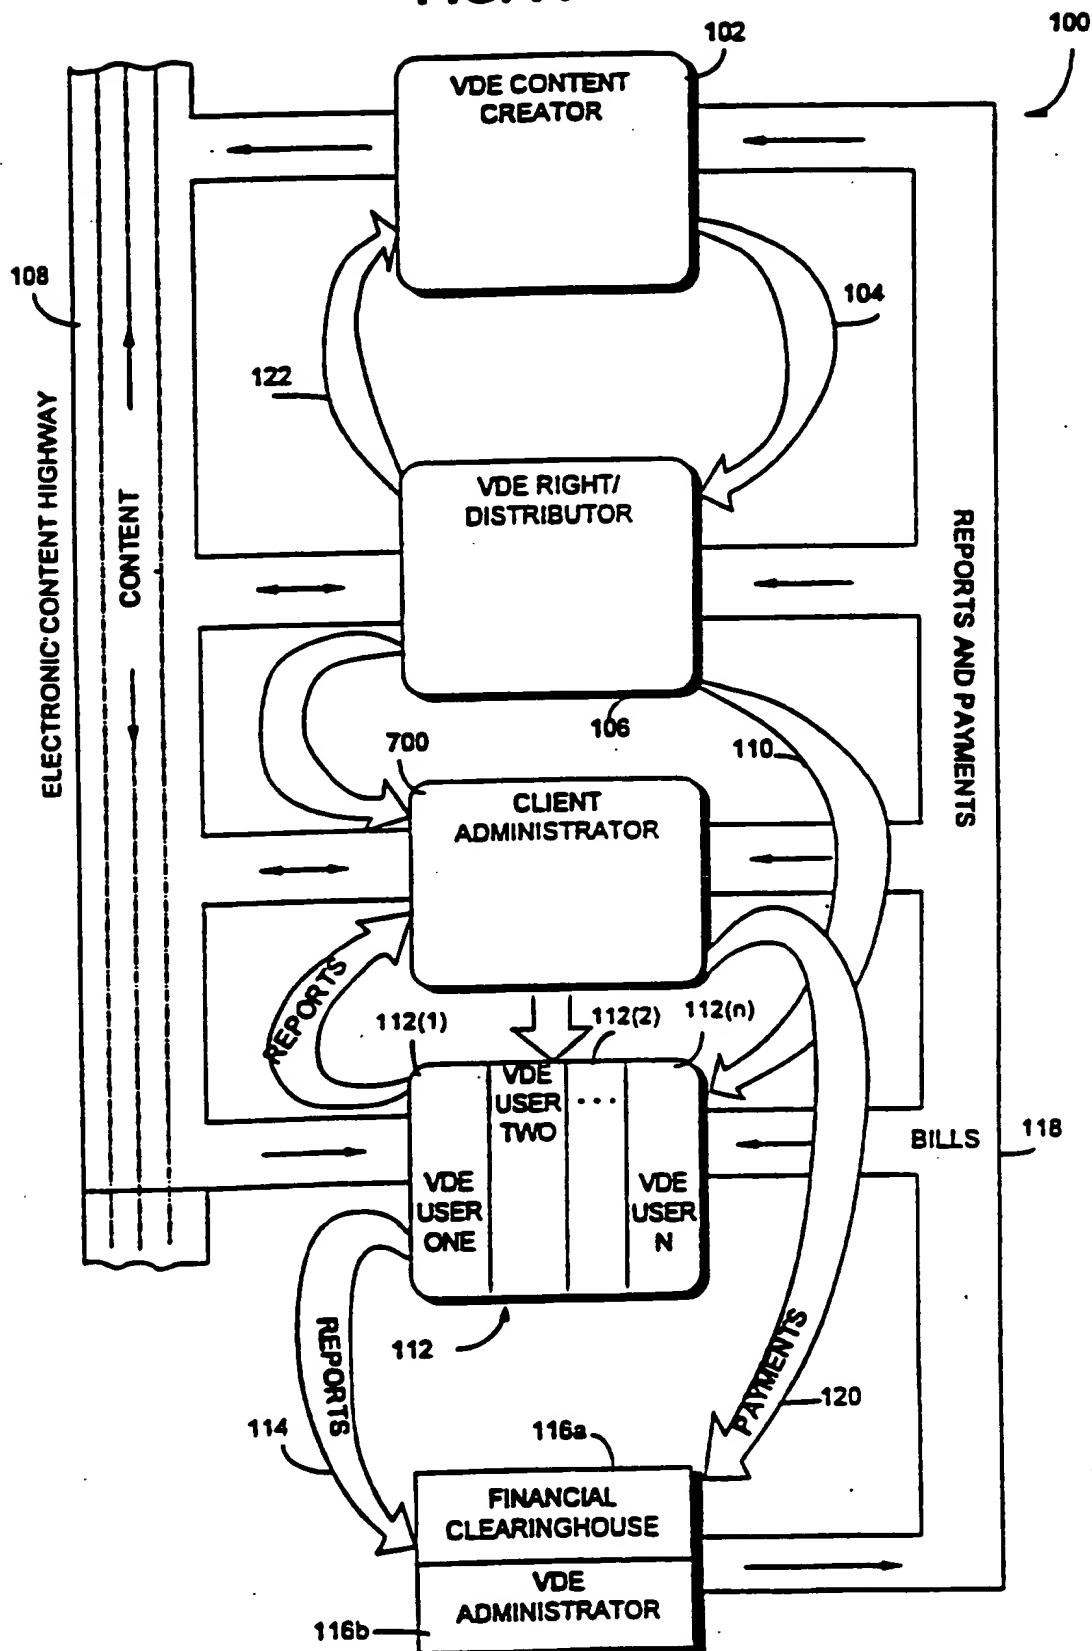 102
100
VDE CONTENT
CREATOR
108
104
122
ELECTRONIC CONTENT HIGHWAY
CONTENT
VDE RIGHT/
DISTRIBUTOR
REPORTS AND PAYMENTS
106
700
110
CLIENT
ADMINISTRATOR
REPORTS
112(1)
112(2)
112(n)
VDE
USER
TWO
...
VDE
USER
ONE
VDE
USER
N
BILLS
118
112
REPORTS
PAYMENTS
120
114
116a
FINANCIAL
CLEARINGHOUSE
VDE
ADMINISTRATOR
116b